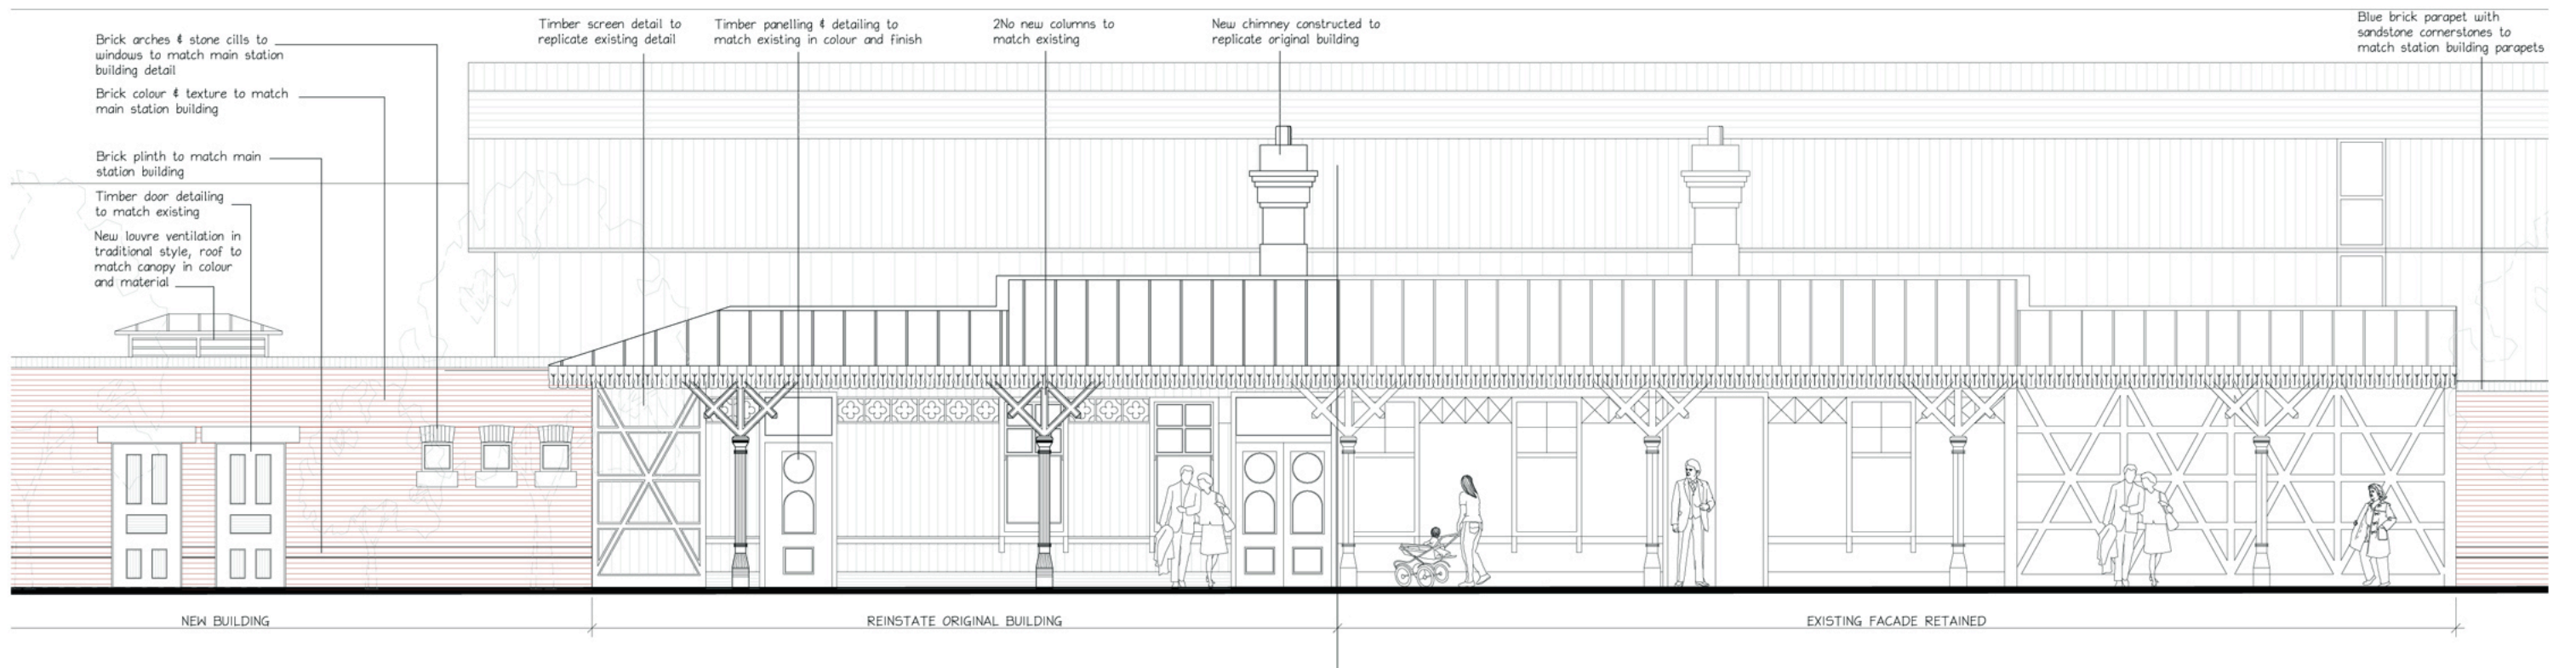 Brick arches & stone cills to
windows to match main station
building detail
Brick colour & texture to match
main station building
Brick plinth to match main
station building
Timber door detailing
to match existing
New louvre ventilation in
traditional style, roof to
match canopy in colour
and material
Timber screen detail to
replicate existing detail
Timber panelling & detailing to
match existing in colour and finish
2No new columns to
match existing
New chimney constructed to
replicate original building
Blue brick parapet with
sandstone cornerstones to
match station building parapets
NEW BUILDING
REINSTATE ORIGINAL BUILDING
EXISTING FACADE RETAINED